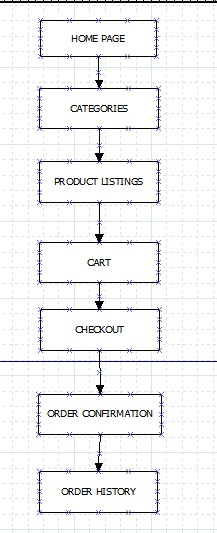 HOME PAGE
CATEGORIES
PRODUCT LISTINGS
CART
CHECKOUT
ORDER CONFIRMATION
ORDER HISTORY